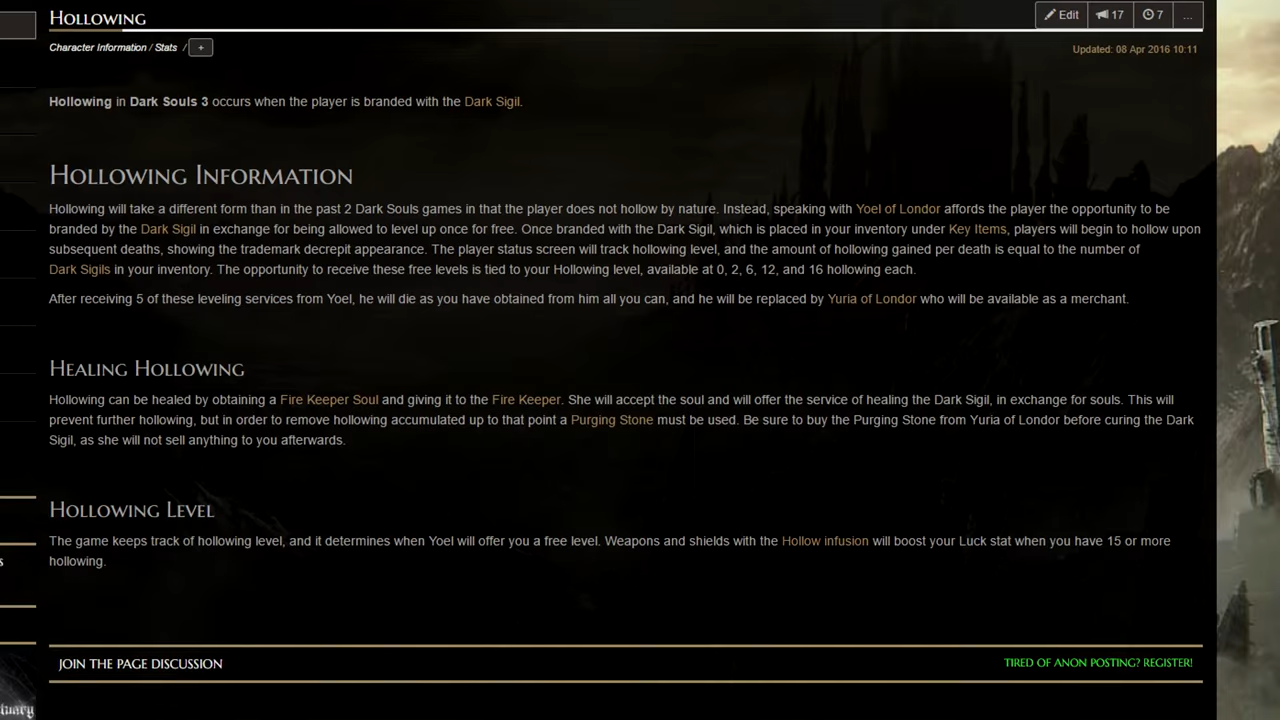 Hollowing
Edit 17 7 ...
Character Information / Stats / +
Updated: 08 Apr 2016 10:11
Hollowing in Dark Souls 3 occurs when the player is branded with the Dark Sigil.
Hollowing Information
Hollowing will take a different form than in the past 2 Dark Souls games in that the player does not hollow by nature. Instead, speaking with Yoel of Londor affords the player the opportunity to be
branded by the Dark Sigil in exchange for being allowed to level up once for free. Once branded with the Dark Sigil, which is placed in your inventory under Key Items, players will begin to hollow upon
subsequent deaths, showing the trademark decrepit appearance. The player status screen will track hollowing level, and the amount of hollowing gained per death is equal to the number of
Dark Sigils in your inventory. The opportunity to receive these free levels is tied to your Hollowing level, available at 0, 2, 6, 12, and 16 hollowing each.
After receiving 5 of these leveling services from Yoel, he will die as you have obtained from him all you can, and he will be replaced by Yuria of Londor who will be available as a merchant.
Healing Hollowing
Hollowing can be healed by obtaining a Fire Keeper Soul and giving it to the Fire Keeper. She will accept the soul and will offer the service of healing the Dark Sigil, in exchange for souls. This will
prevent further hollowing, but in order to remove hollowing accumulated up to that point a Purging Stone must be used. Be sure to buy the Purging Stone from Yuria of Londor before curing the Dark
Sigil, as she will not sell anything to you afterwards.
Hollowing Level
The game keeps track of hollowing level, and it determines when Yoel will offer you a free level. Weapons and shields with the Hollow infusion will boost your Luck stat when you have 15 or more
hollowing.
s
JOIN THE PAGE DISCUSSION
TIRED OF ANON POSTING? REGISTER!
tuary